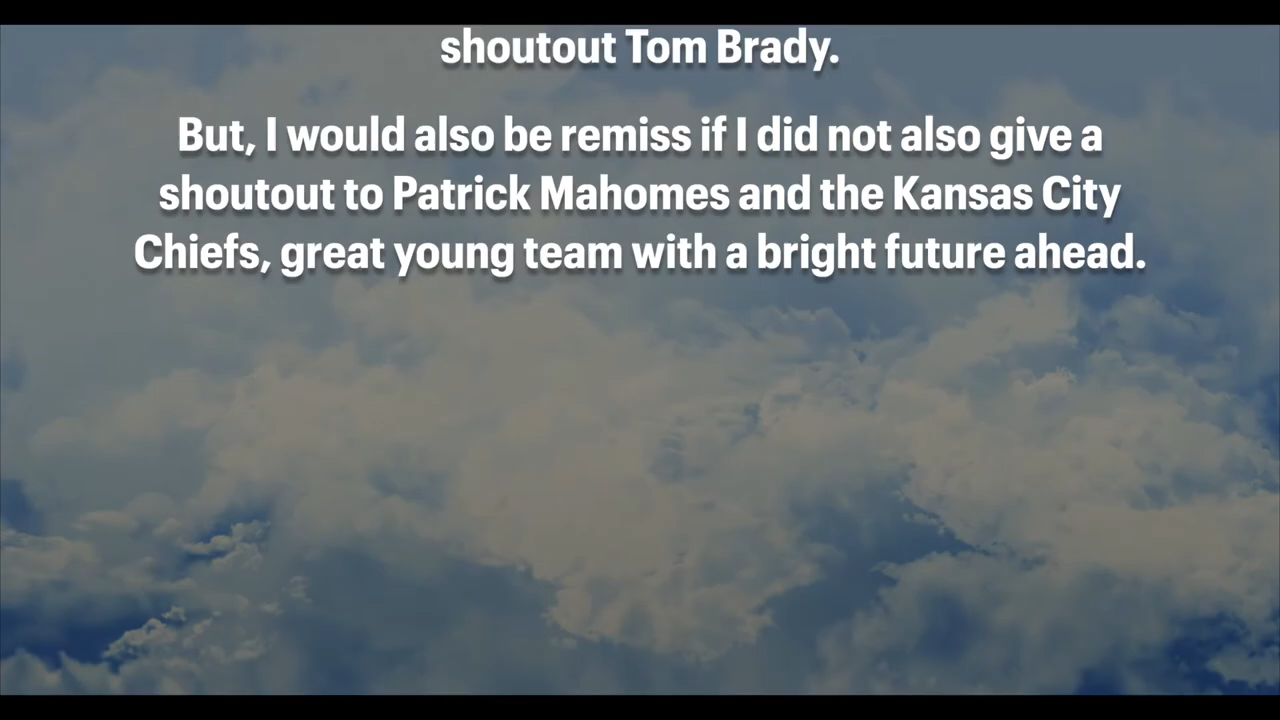 shoutout Tom Brady.
But, I would also be remiss if I did not also give a
shoutout to Patrick Mahomes and the Kansas City
Chiefs, great young team with a bright future ahead.